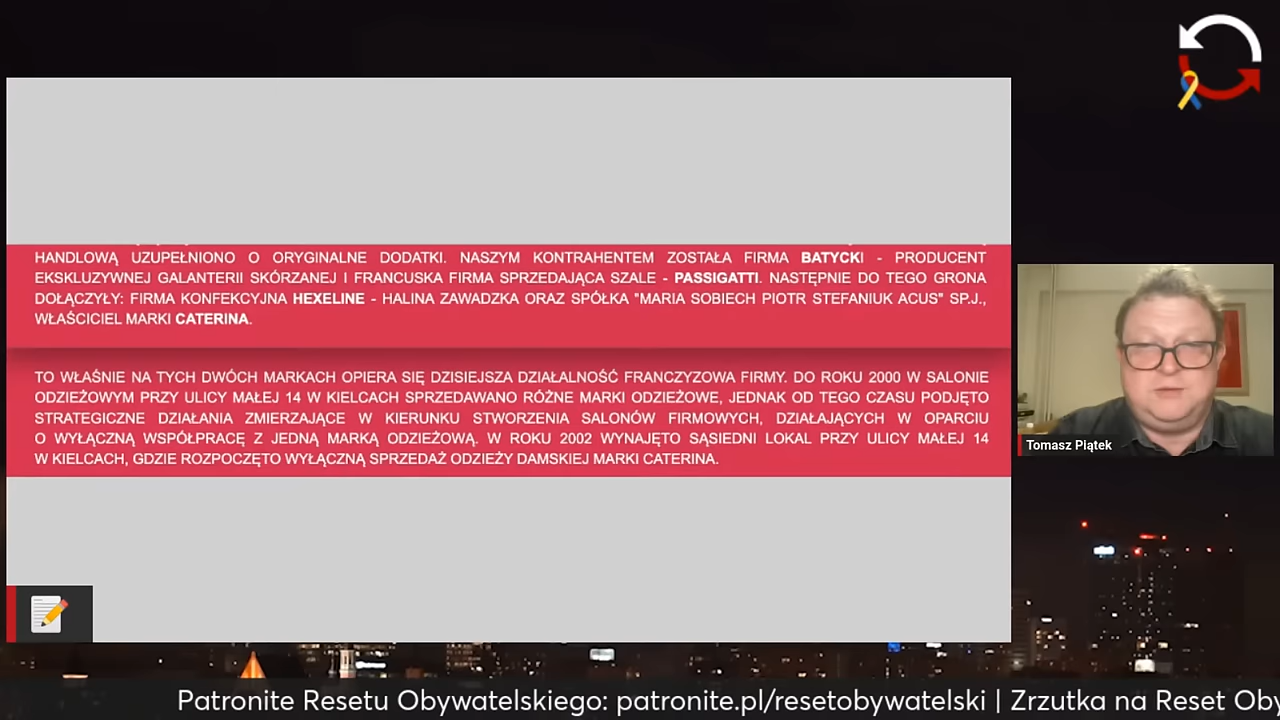 HANDLOWĄ UZUPEŁNIONO O ORYGINALNE DODATKI. NASZYM KONTRAHENTEM ZOSTAŁA FIRMA BATYCKI - PRODUCENT
EKSKLUZYWNEJ GALANTERII SKÓRZANEJ I FRANCUSKA FIRMA SPRZEDAJĄCA SZALE - PASSIGATTI. NASTĘPNIE DO TEGO GRONA
DOŁĄCZYŁY: FIRMA KONFEKCYJNA HEXELINE - HALINA ZAWADZKA ORAZ SPÓŁKA "MARIA SOBIECH PIOTR STEFANIUK ACUS" SP.J.,
WŁAŚCICIEL MARKI CATERINA.
TO WŁAŚNIE NA TYCH DWÓCH MARKACH OPIERA SIĘ DZISIEJSZA DZIAŁALNOŚĆ FRANCZYZOWA FIRMY. DO ROKU 2000 W SALONIE
ODZIEŻOWYM PRZY ULICY MAŁEJ 14 W KIELCACH SPRZEDAWANO RÓŻNE MARKI ODZIEŻOWE, JEDNAK OD TEGO CZASU PODJĘTO
STRATEGICZNE DZIAŁANIA ZMIERZAJĄCE W KIERUNKU STWORZENIA SALONÓW FIRMOWYCH, DZIAŁAJĄCYCH W OPARCIU
O WYŁĄCZNĄ WSPÓŁPRACĘ Z JEDNĄ MARKĄ ODZIEŻOWĄ. W ROKU 2002 WYNAJĘTO SĄSIEDNI LOKAL PRZY ULICY MAŁEJ 14
W KIELCACH, GDZIE ROZPOCZĘTO WYŁĄCZNĄ SPRZEDAŻ ODZIEŻY DAMSKIEJ MARKI CATERINA.
Tomasz Piątek
Patronite Resetu Obywatelskiego: patronite.pl/resetobywatelski | Zrzutka na Reset Oby